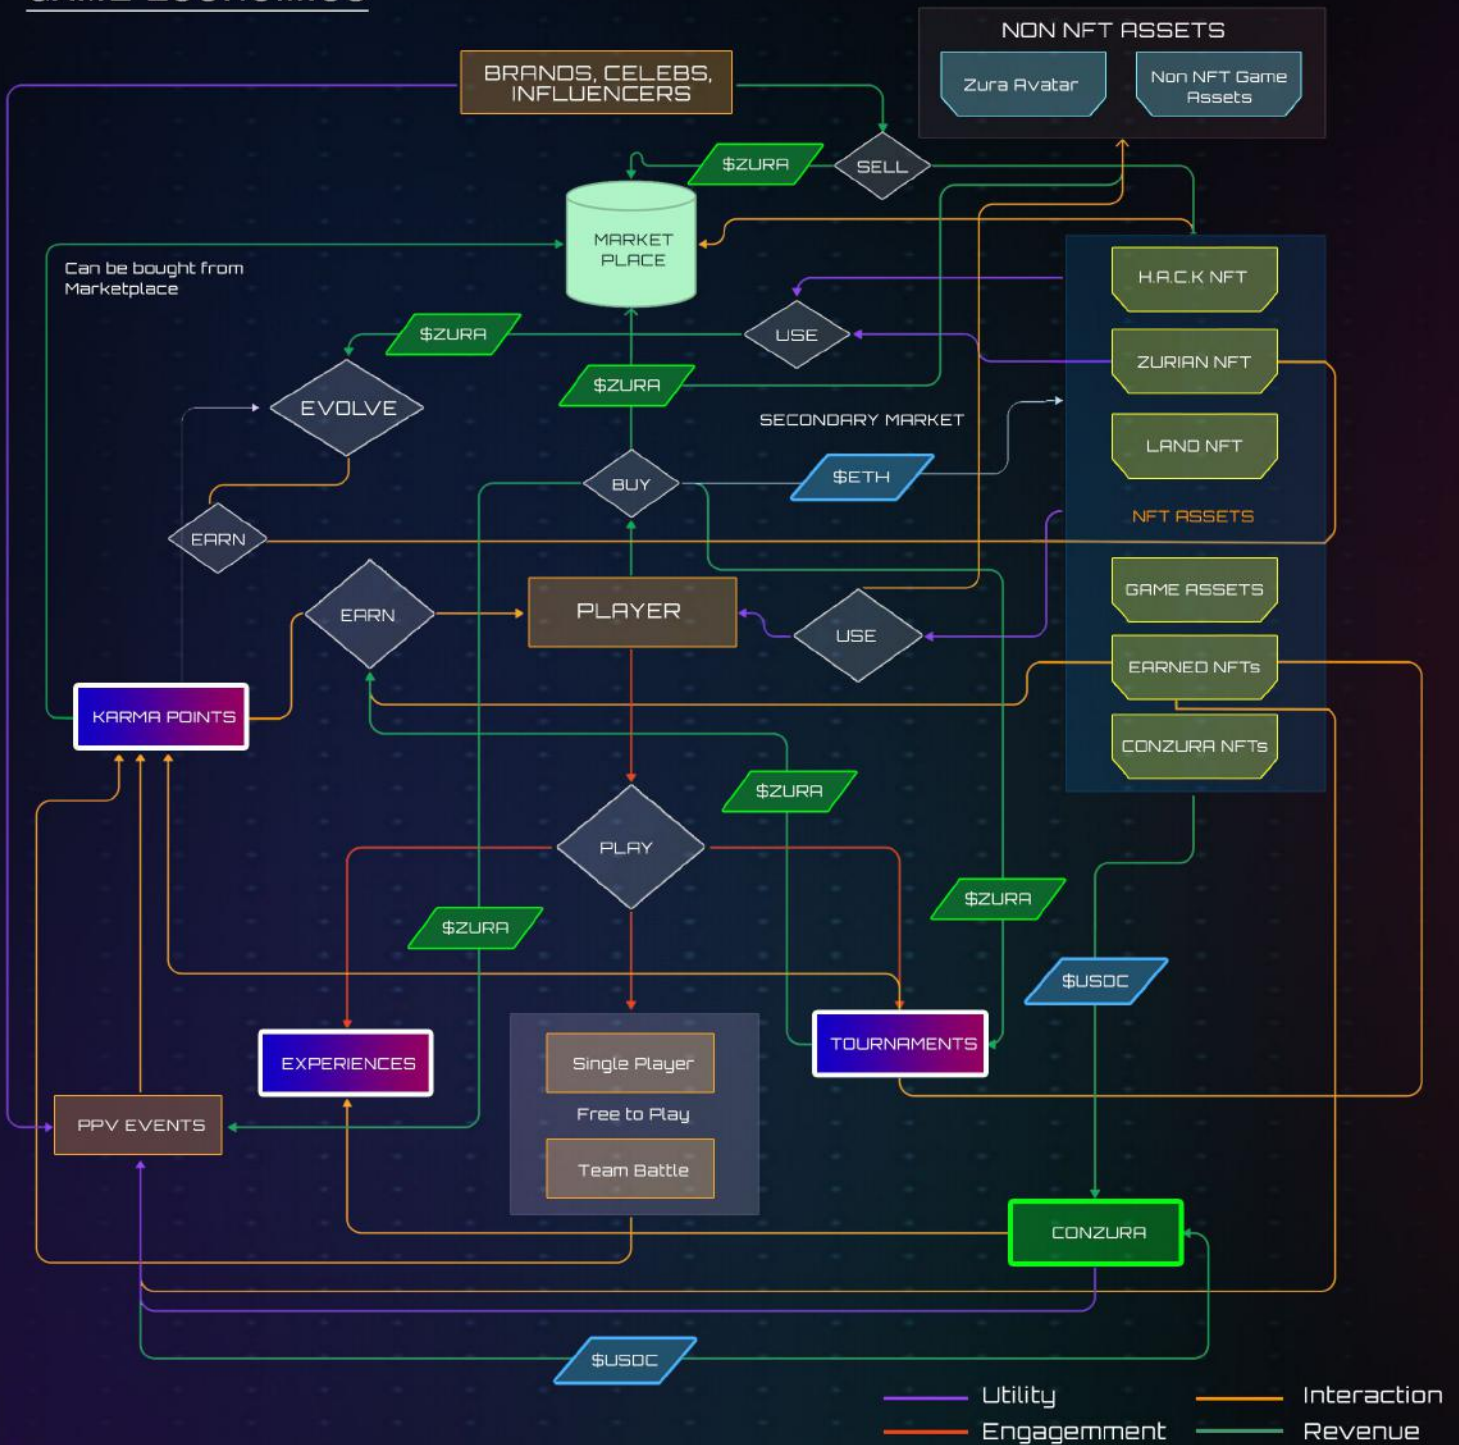 GAME ECONOMICS
NON NFT ASSETS
BRANDS, CELEBS,
INFLUENCERS
Zura Avatar
Non NFT Game
Assets
$ZURA
SELL
MARKET
PLACE
Can be bought from
Marketplace
H.A.C.K NFT
$ZURA
USE
ZURIAN NFT
$ZURA
EVOLVE
SECONDARY MARKET
LAND NFT
BUY
$ETH
NFT ASSETS
EARN
GAME ASSETS
EARN
PLAYER
USE
EARNED NFTs
KARMA POINTS
CONZURA NFTs
$ZURA
PLAY
$ZURA
$ZURA
$USDC
EXPERIENCES
Single Player
TOURNAMENTS
Free to Play
PPV EVENTS
Team Battle
CONZURA
$USDC
Utility
Interaction
Engagemment
Revenue